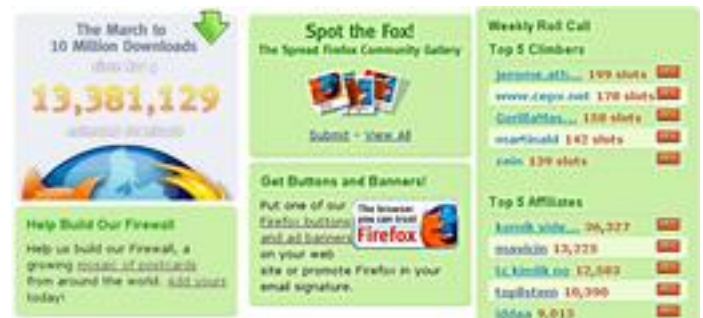 The March to
10 Million Downloads
13,381,129
Help Build Our Firewall
Help us build our Firewall, a
growing mosaic of postcards
from around the world. Add yours
today!
Spot the Fox!
The Spread Firefox Community Gallery
Submit - View All
Get Buttons and Banners!
Put one of our
Firefox buttons
and ad banners
on your web
site or promote Firefox in your
email signature.
The browser
you can trust
Firefox
Weekly Roll Call
Top 5 Climbers
199 slots
www.cepo.net 178 slots
158 slots
martinald 142 slots
139 slots
Top 5 Affiliates
36,327
13,225
12,583
10,390
9,013